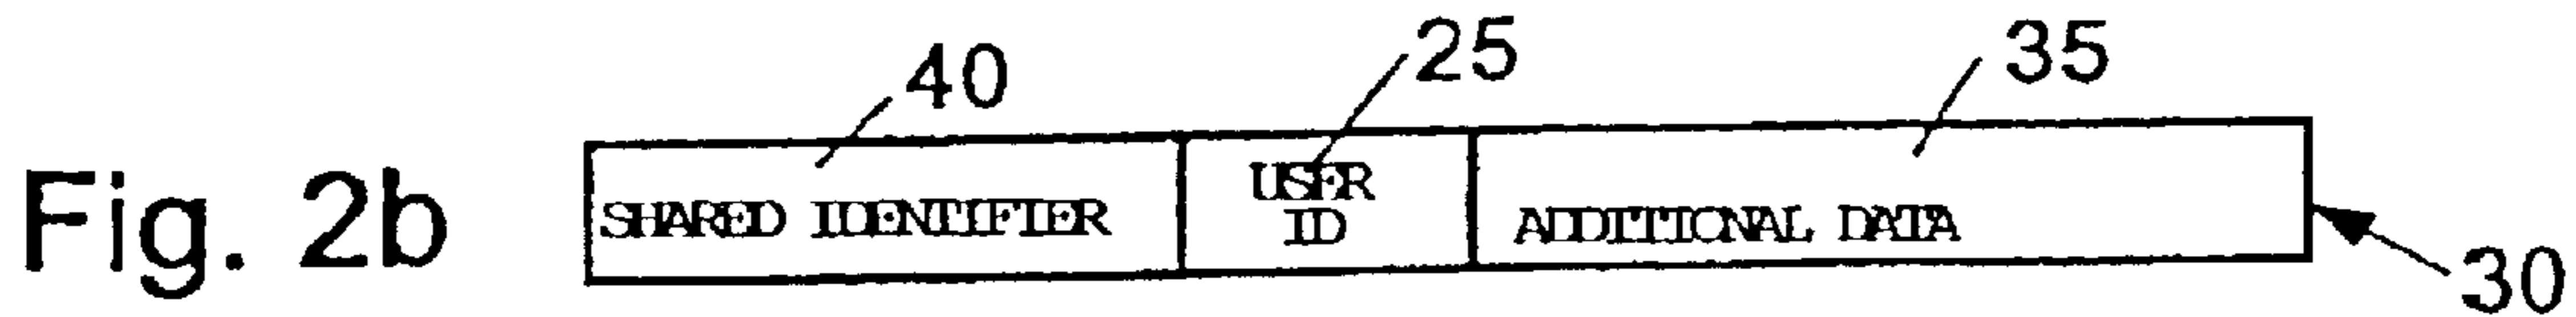 40 25 35
Fig. 2b SHARED IDENTIFIER USER ID ADDITIONAL DATA
30